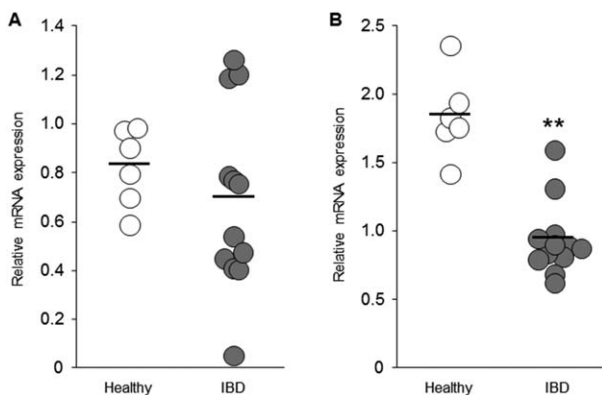 A
Relative mRNA expression
1.4
1.2
1.0
0.8
0.6
0.4
0.2
0
Healthy
IBD
B
Relative mRNA expression
2.5
2.0
1.5
1.0
0.5
0
**
Healthy
IBD